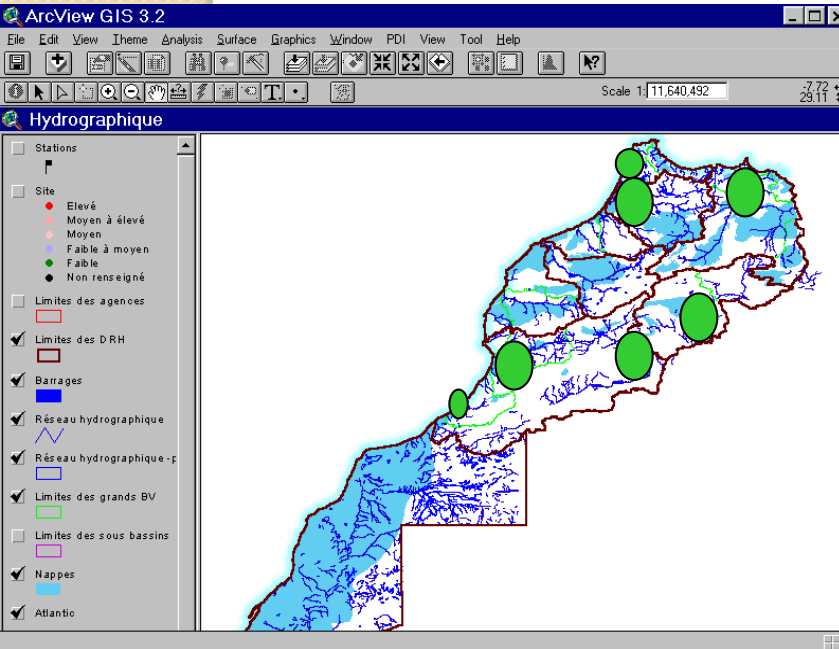 ArcView GIS 3.2
File Edit View Theme Analysis Surface Graphics Window PDI View Tool Help
T
Scale 1: 11,640,492
-7.72
29.11
Hydrographique
Stations
Site
Elevé
Moyen à élevé
Moyen
Faible à moyen
Faible
Non renseigné
Limites des agences
Limites des DRH
Barrages
Réseau hydrographique
Réseau hydrographique - p
Limites des grands BV
Limites des sous bassins
Nappes
Atlantic